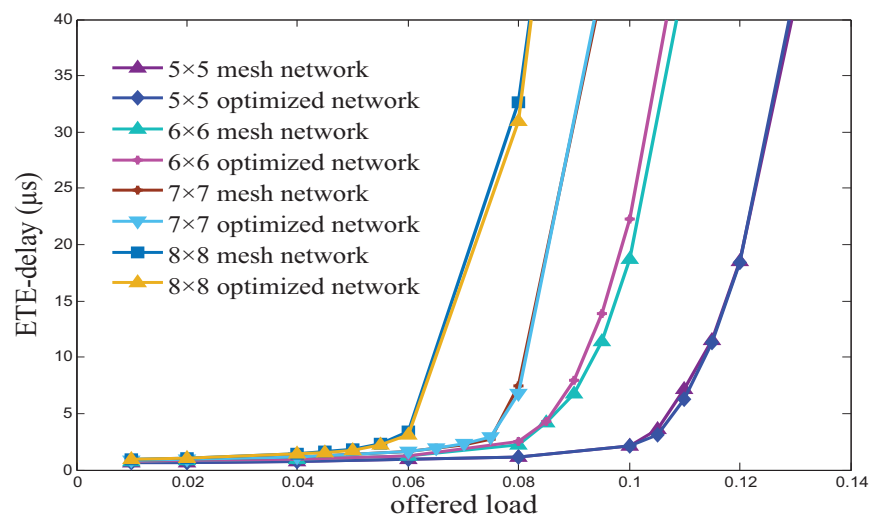 40
35
30
25
20
15
10
5
0
ETE-delay (μs)
5×5 mesh network
5×5 optimized network
6×6 mesh network
6×6 optimized network
7×7 mesh network
7×7 optimized network
8×8 mesh network
8×8 optimized network
0 0.02 0.04 0.06 0.08 0.1 0.12 0.14
offered load